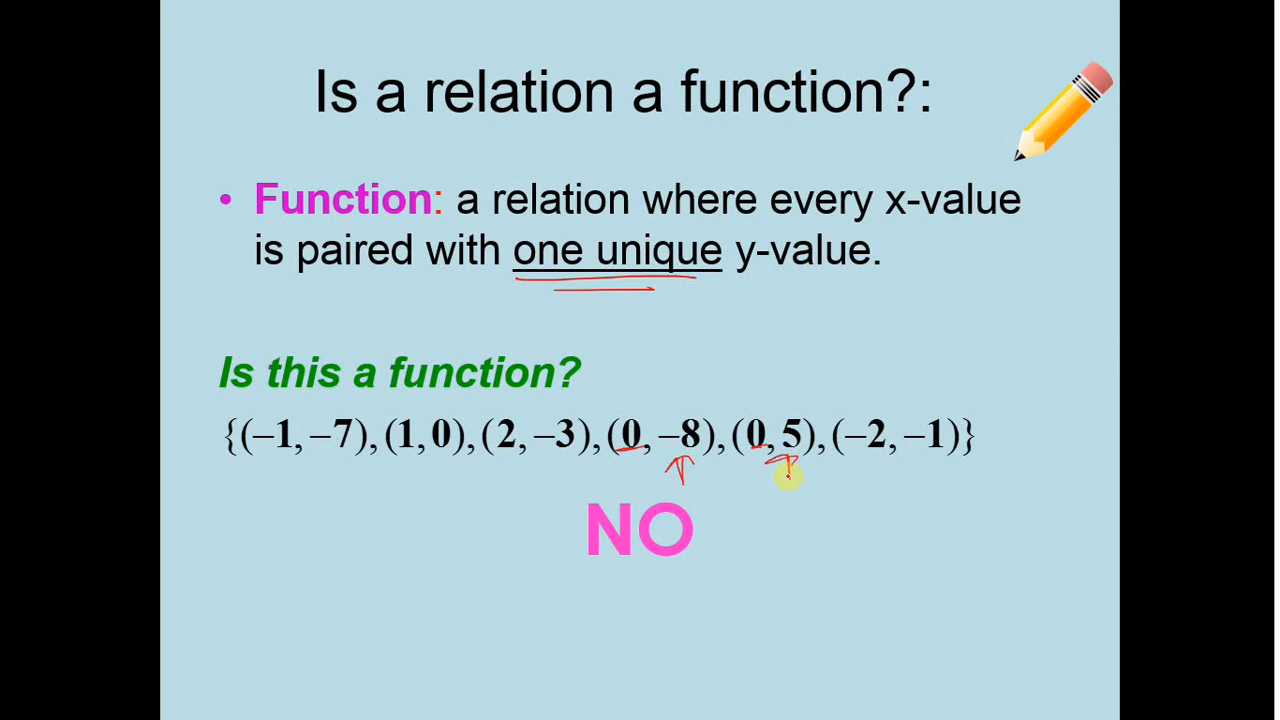 Is a relation a function?:
• Function: a relation where every x-value
is paired with one unique y-value.
Is this a function?
{(–1, –7), (1, 0), (2, –3), (0, –8), (0, 5), (–2, –1)}
NO